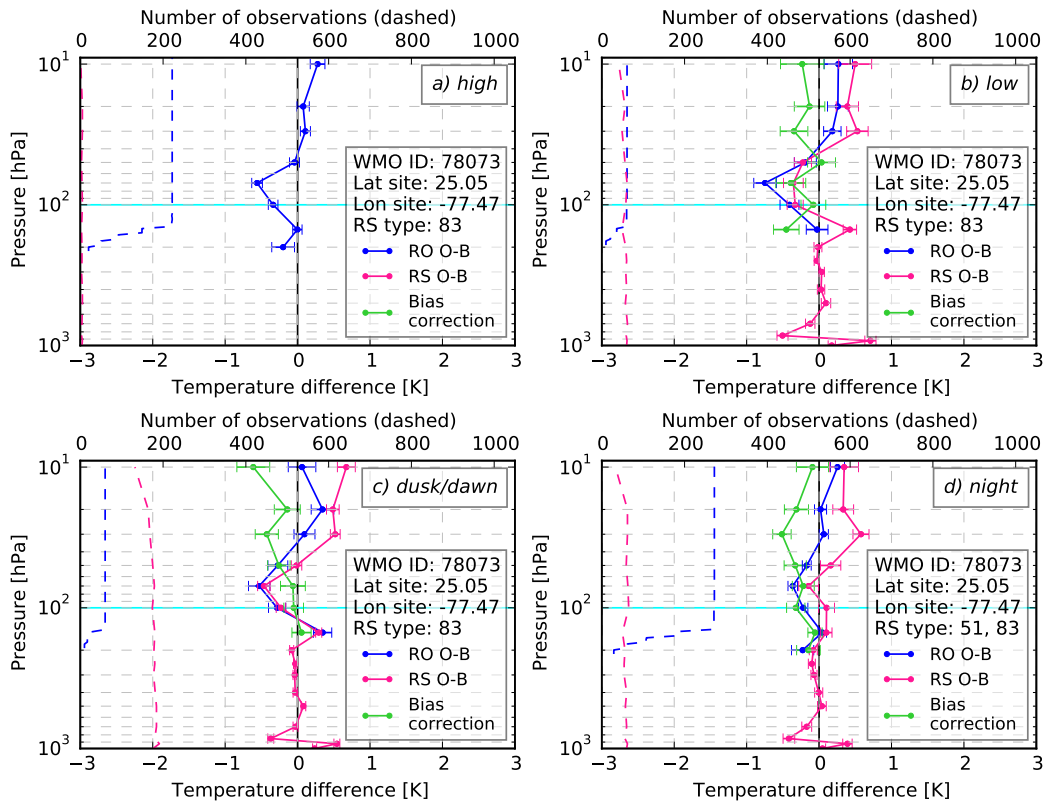 Number of observations (dashed)
0 200 400 600 800 1000
Pressure [hPa]
10^1
10^2
10^3
a) high
WMO ID: 78073
Lat site: 25.05
Lon site: -77.47
RS type: 83
RO O-B
RS O-B
Bias
correction
−3 −2 −1 0 1 2 3
Temperature difference [K]
Number of observations (dashed)
0 200 400 600 800 1000
Pressure [hPa]
10^1
10^2
10^3
b) low
WMO ID: 78073
Lat site: 25.05
Lon site: -77.47
RS type: 83
RO O-B
RS O-B
Bias
correction
−3 −2 −1 0 1 2 3
Temperature difference [K]
Number of observations (dashed)
0 200 400 600 800 1000
Pressure [hPa]
10^1
10^2
10^3
c) dusk/dawn
WMO ID: 78073
Lat site: 25.05
Lon site: -77.47
RS type: 83
RO O-B
RS O-B
Bias
correction
−3 −2 −1 0 1 2 3
Temperature difference [K]
Number of observations (dashed)
0 200 400 600 800 1000
Pressure [hPa]
10^1
10^2
10^3
d) night
WMO ID: 78073
Lat site: 25.05
Lon site: -77.47
RS type: 51, 83
RO O-B
RS O-B
Bias
correction
−3 −2 −1 0 1 2 3
Temperature difference [K]